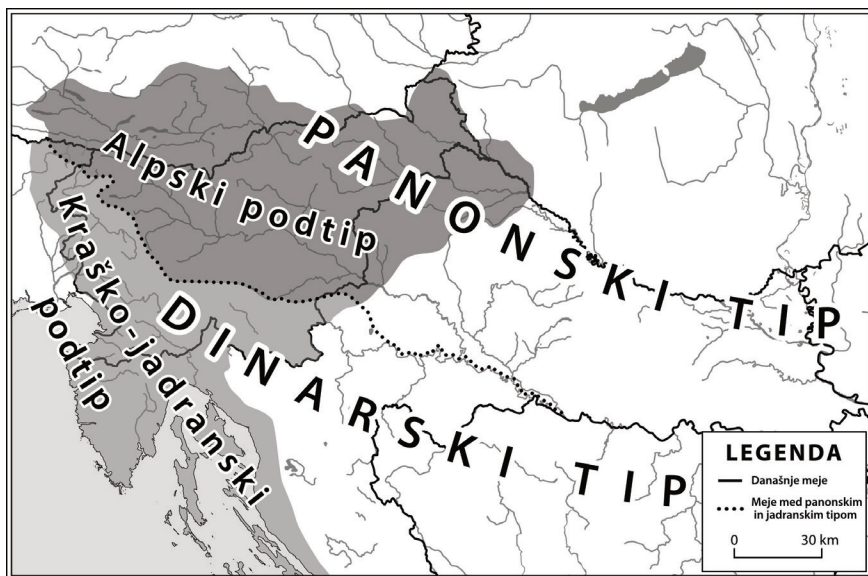 PANONSKI TIP
Alpski podtip
Kraško-jadranski
podtip
DINARSKI TIP
LEGENDA
Današnje meje
Meje med panonskim
in jadranskim tipom
0 30 km